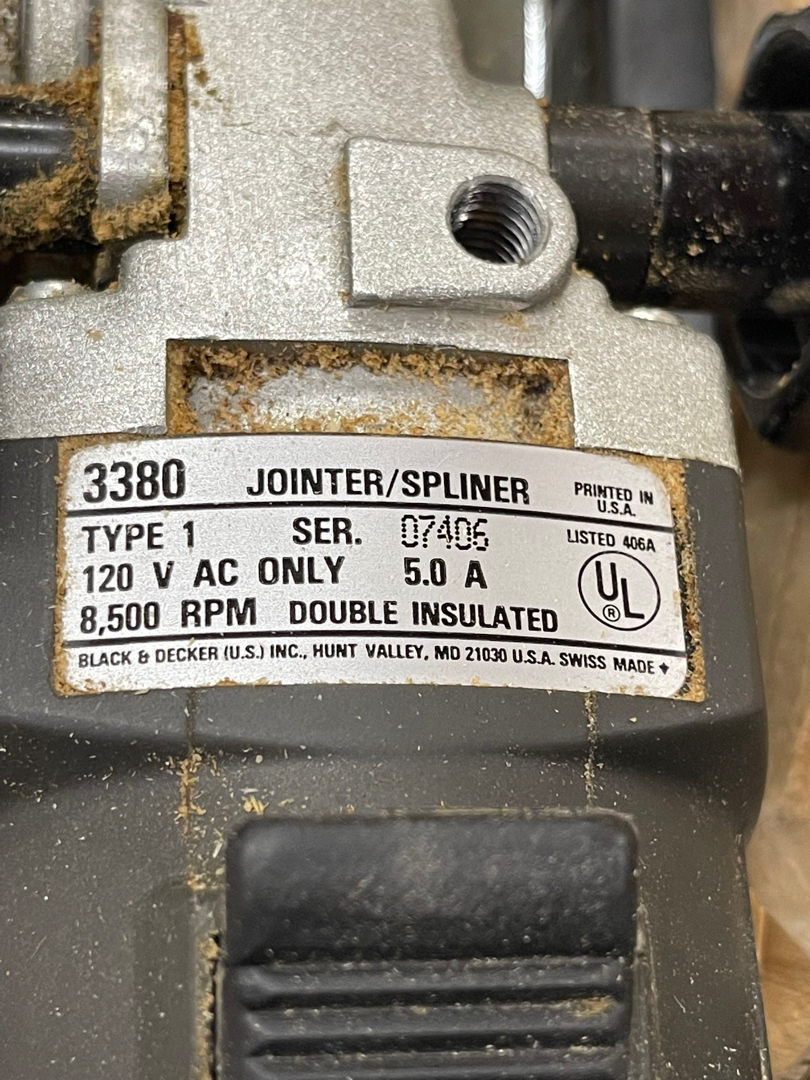 3380 JOINTER/SPLINER PRINTED IN U.S.A.
TYPE 1 SER. 07406 LISTED 406A
120 V AC ONLY 5.0 A UL ®
8,500 RPM DOUBLE INSULATED
BLACK & DECKER (U.S.) INC., HUNT VALLEY, MD 21030 U.S.A. SWISS MADE